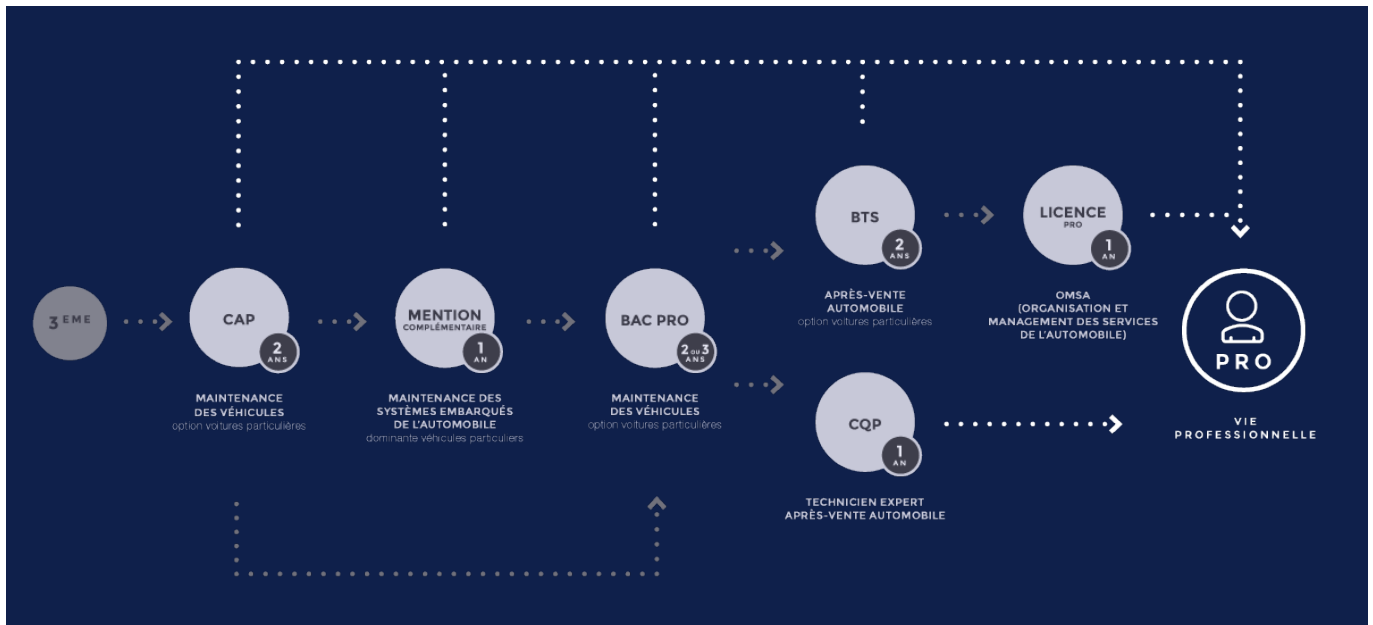 3EME
CAP
2
ANS
MAINTENANCE
DES VÉHICULES
option voitures particulières
MENTION
COMPLÉMENTAIRE
1
AN
MAINTENANCE DES
SYSTÈMES EMBARQUÉS
DE L'AUTOMOBILE
dominante véhicules particuliers
BAC PRO
2 OU 3
ANS
MAINTENANCE
DES VÉHICULES
option voitures particulières
BTS
2
ANS
APRÈS-VENTE
AUTOMOBILE
option voitures particulières
LICENCE
PRO
1
AN
OMSA
(ORGANISATION ET
MANAGEMENT DES SERVICES
DE L'AUTOMOBILE)
CQP
1
AN
TECHNICIEN EXPERT
APRÈS-VENTE AUTOMOBILE
PRO
VIE
PROFESSIONNELLE